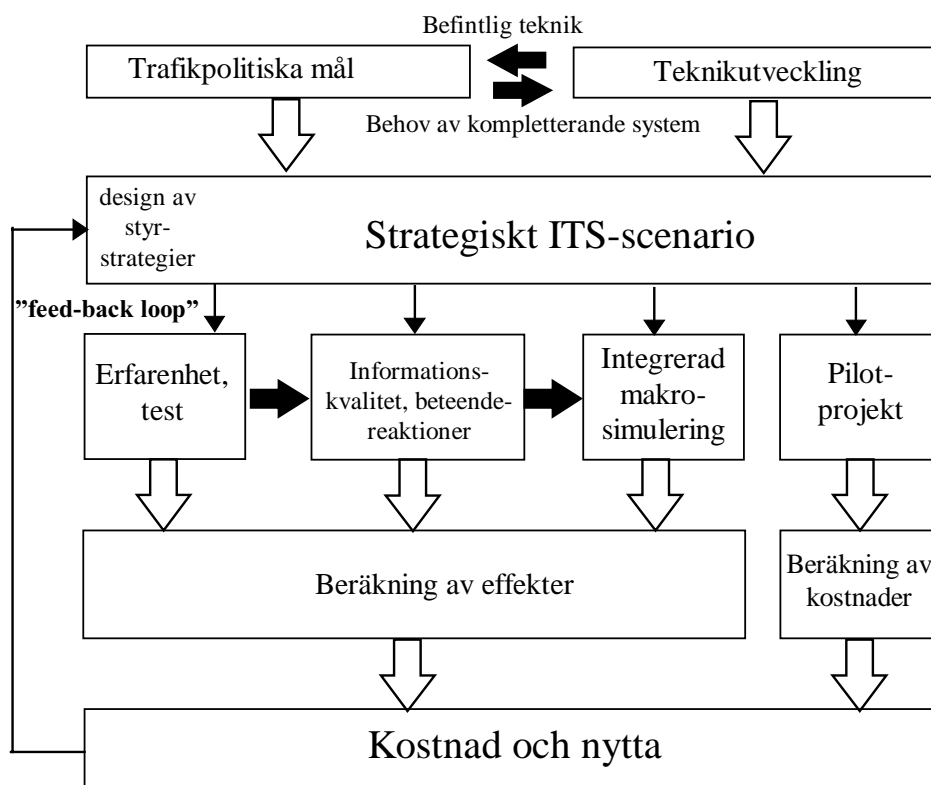 Befintlig teknik
Trafikpolitiska mål
Teknikutveckling
Behov av kompletterande system
design av
styr-
strategier
Strategiskt ITS-scenario
”feed-back loop”
Erfarenhet,
test
Informations-
kvalitet, beteende-
reaktioner
Integrerad
makro-
simulering
Pilot-
projekt
Beräkning av effekter
Beräkning av
kostnader
Kostnad och nytta